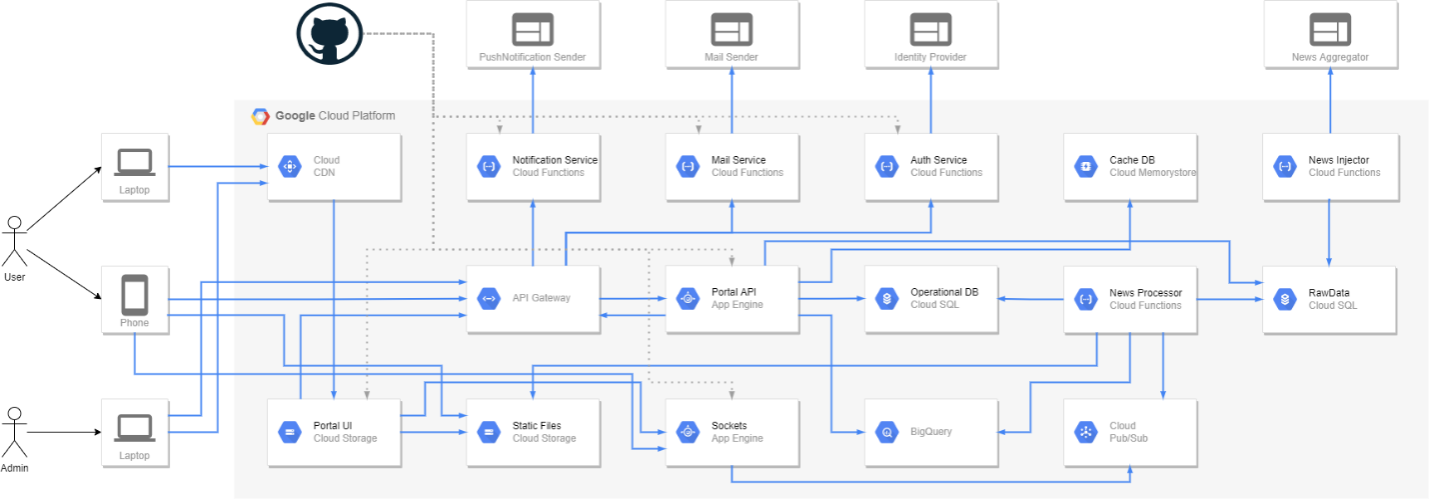 PushNotification Sender
Mail Sender
Identity Provider
News Aggregator
Google Cloud Platform
Laptop
Cloud
CDN
Notification Service
Cloud Functions
Mail Service
Cloud Functions
Auth Service
Cloud Functions
Cache DB
Cloud Memorystore
News Injector
Cloud Functions
User
Phone
API Gateway
Portal API
App Engine
Operational DB
Cloud SQL
News Processor
Cloud Functions
RawData
Cloud SQL
Admin
Laptop
Portal UI
Cloud Storage
Static Files
Cloud Storage
Sockets
App Engine
BigQuery
Cloud
Pub/Sub